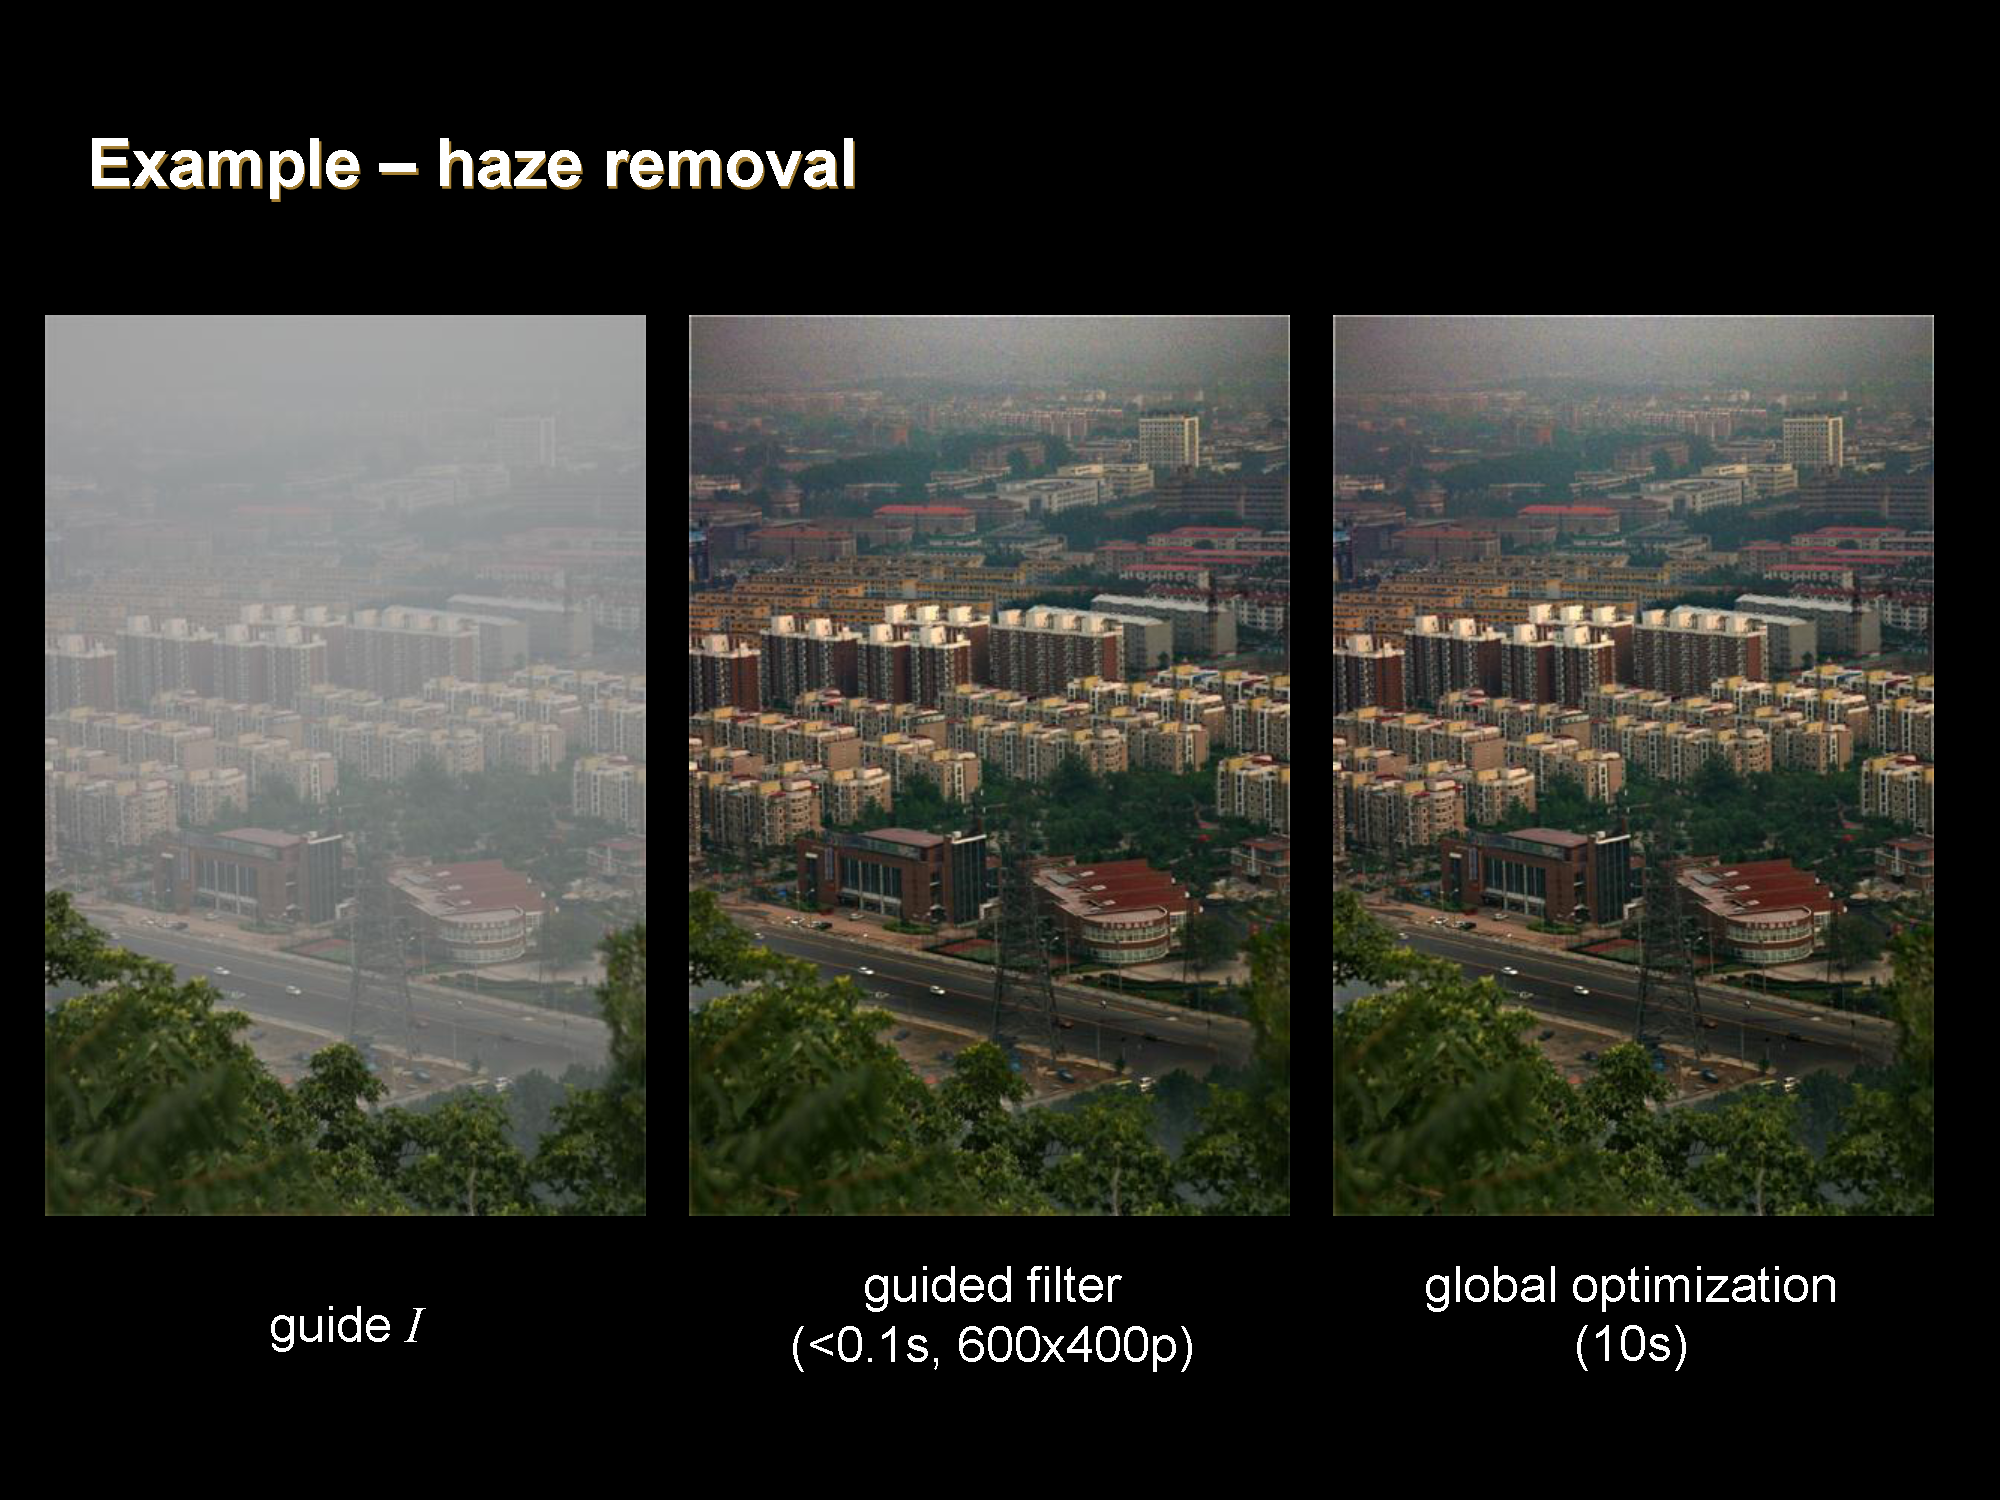 Example – haze removal
guide I
guided filter
(<0.1s, 600x400p)
global optimization
(10s)